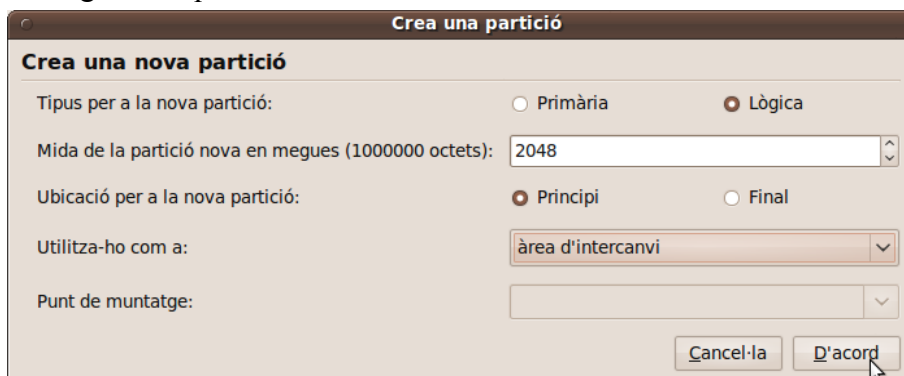 Crea una partició
Crea una nova partició
Tipus per a la nova partició: Primària Lògica
Mida de la partició nova en megues (1000000 octets): 2048
Ubicació per a la nova partició: Principi Final
Utilitza-ho com a: àrea d'intercanvi
Punt de muntatge:
Cancel·la D'acord